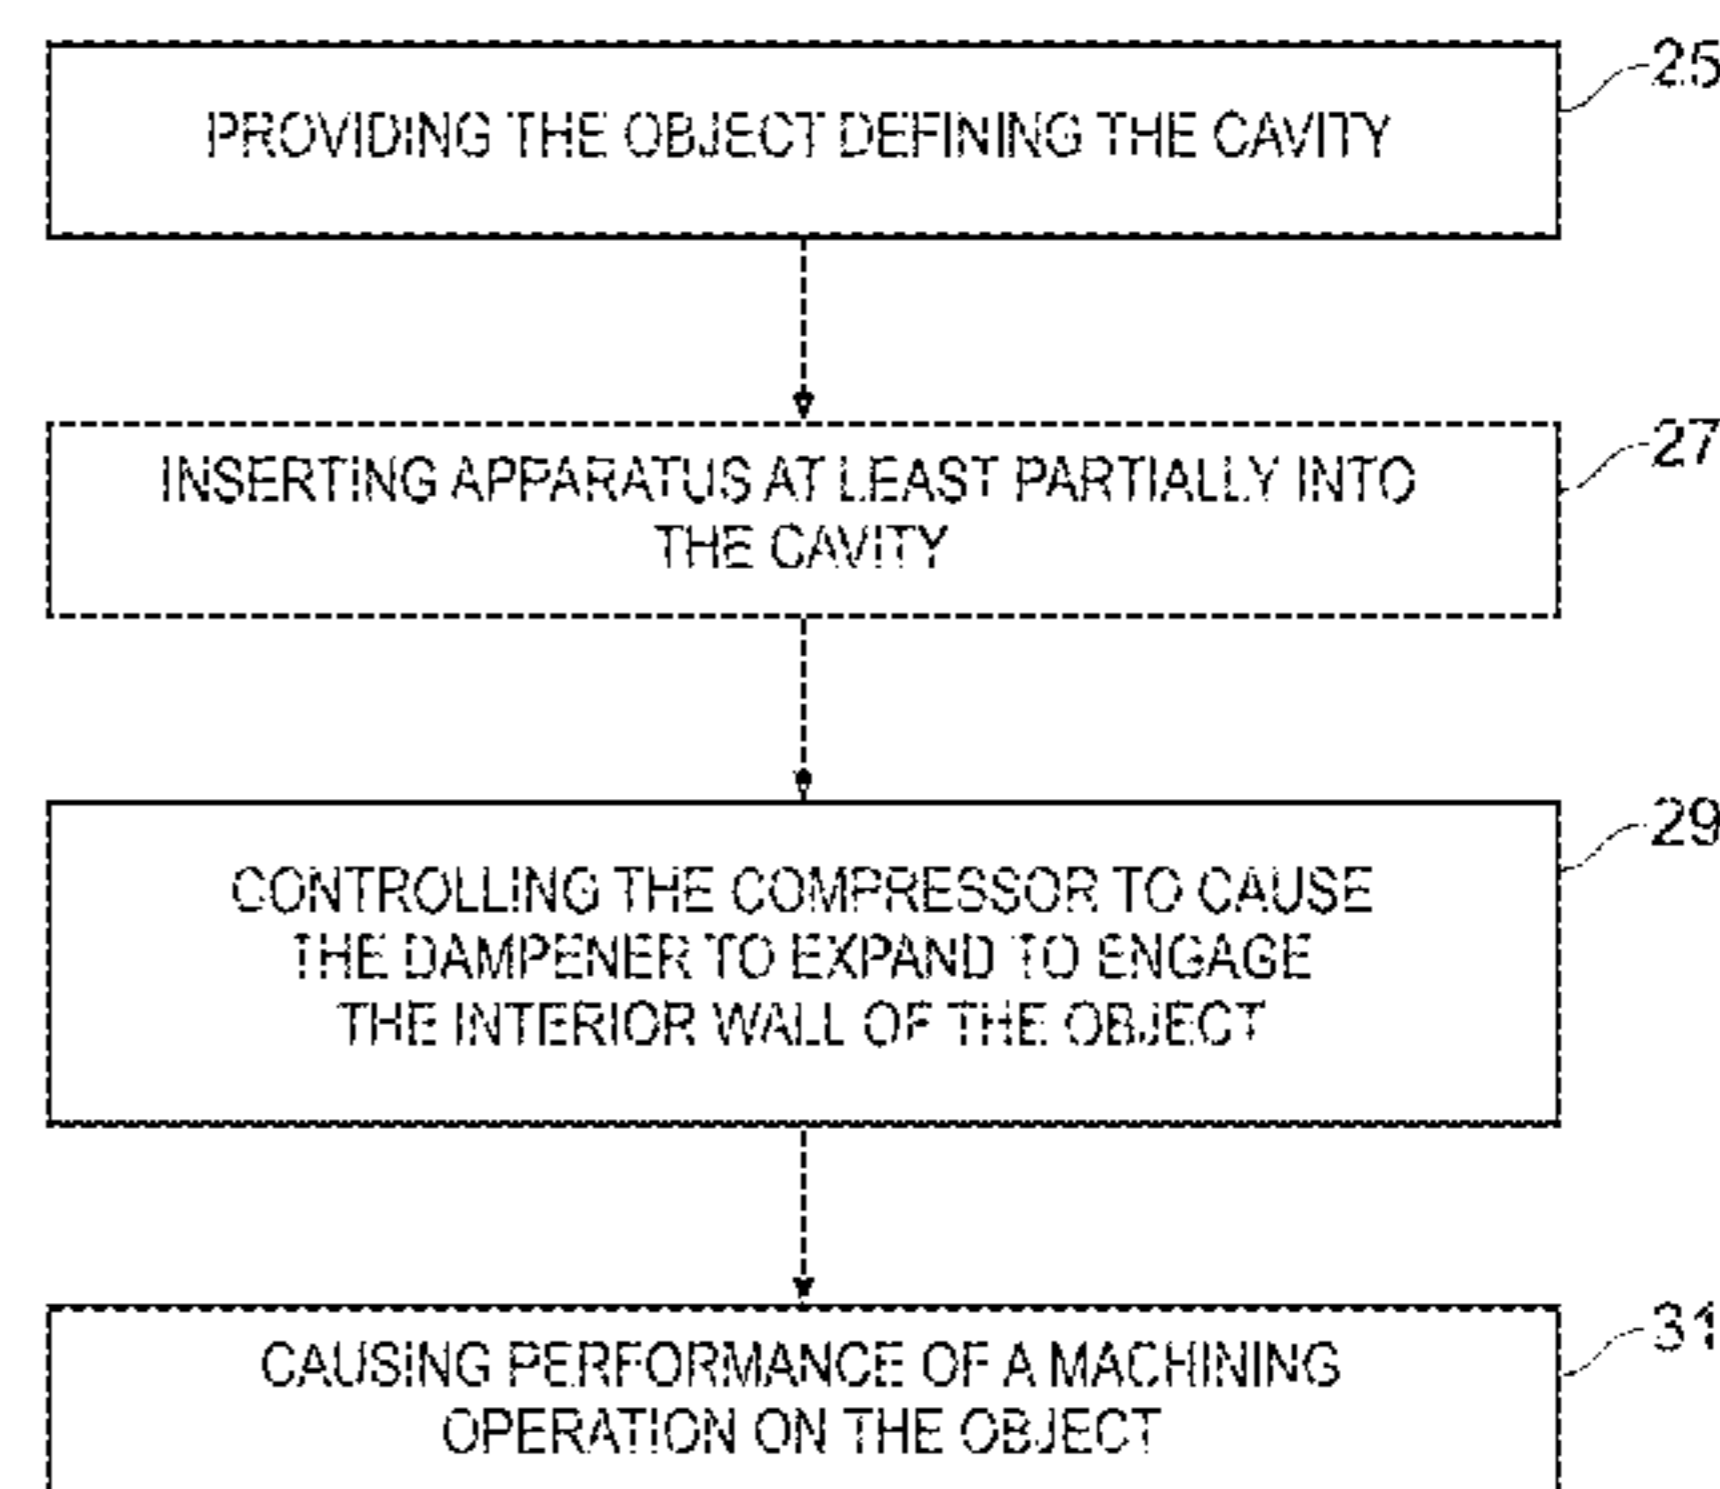 25
PROVIDING THE OBJECT DEFINING THE CAVITY
27
INSERTING APPARATUS AT LEAST PARTIALLY INTO
THE CAVITY
29
CONTROLLING THE COMPRESSOR TO CAUSE
THE DAMPENER TO EXPAND TO ENGAGE
THE INTERIOR WALL OF THE OBJECT
31
CAUSING PERFORMANCE OF A MACHINING
OPERATION ON THE OBJECT